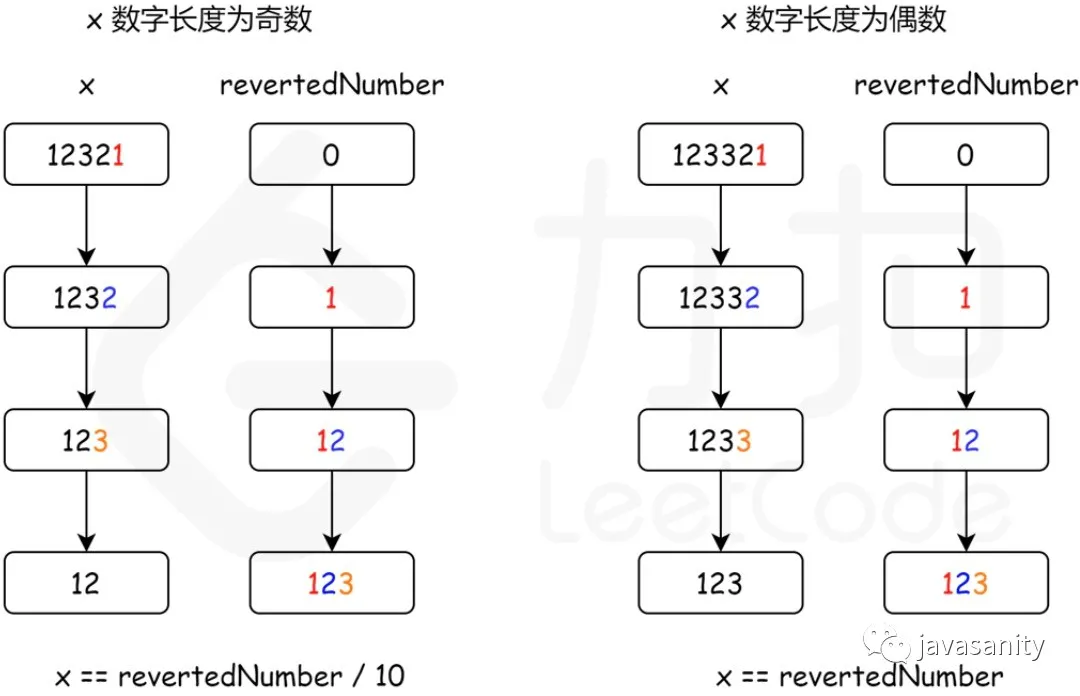 x 数字长度为奇数
x revertedNumber
12321 0
1232 1
123 12
12 123
x == revertedNumber / 10
x 数字长度为偶数
x revertedNumber
123321 0
12332 1
1233 12
123 123
x == revertedNumber
力扣
LeetCode
javasanity